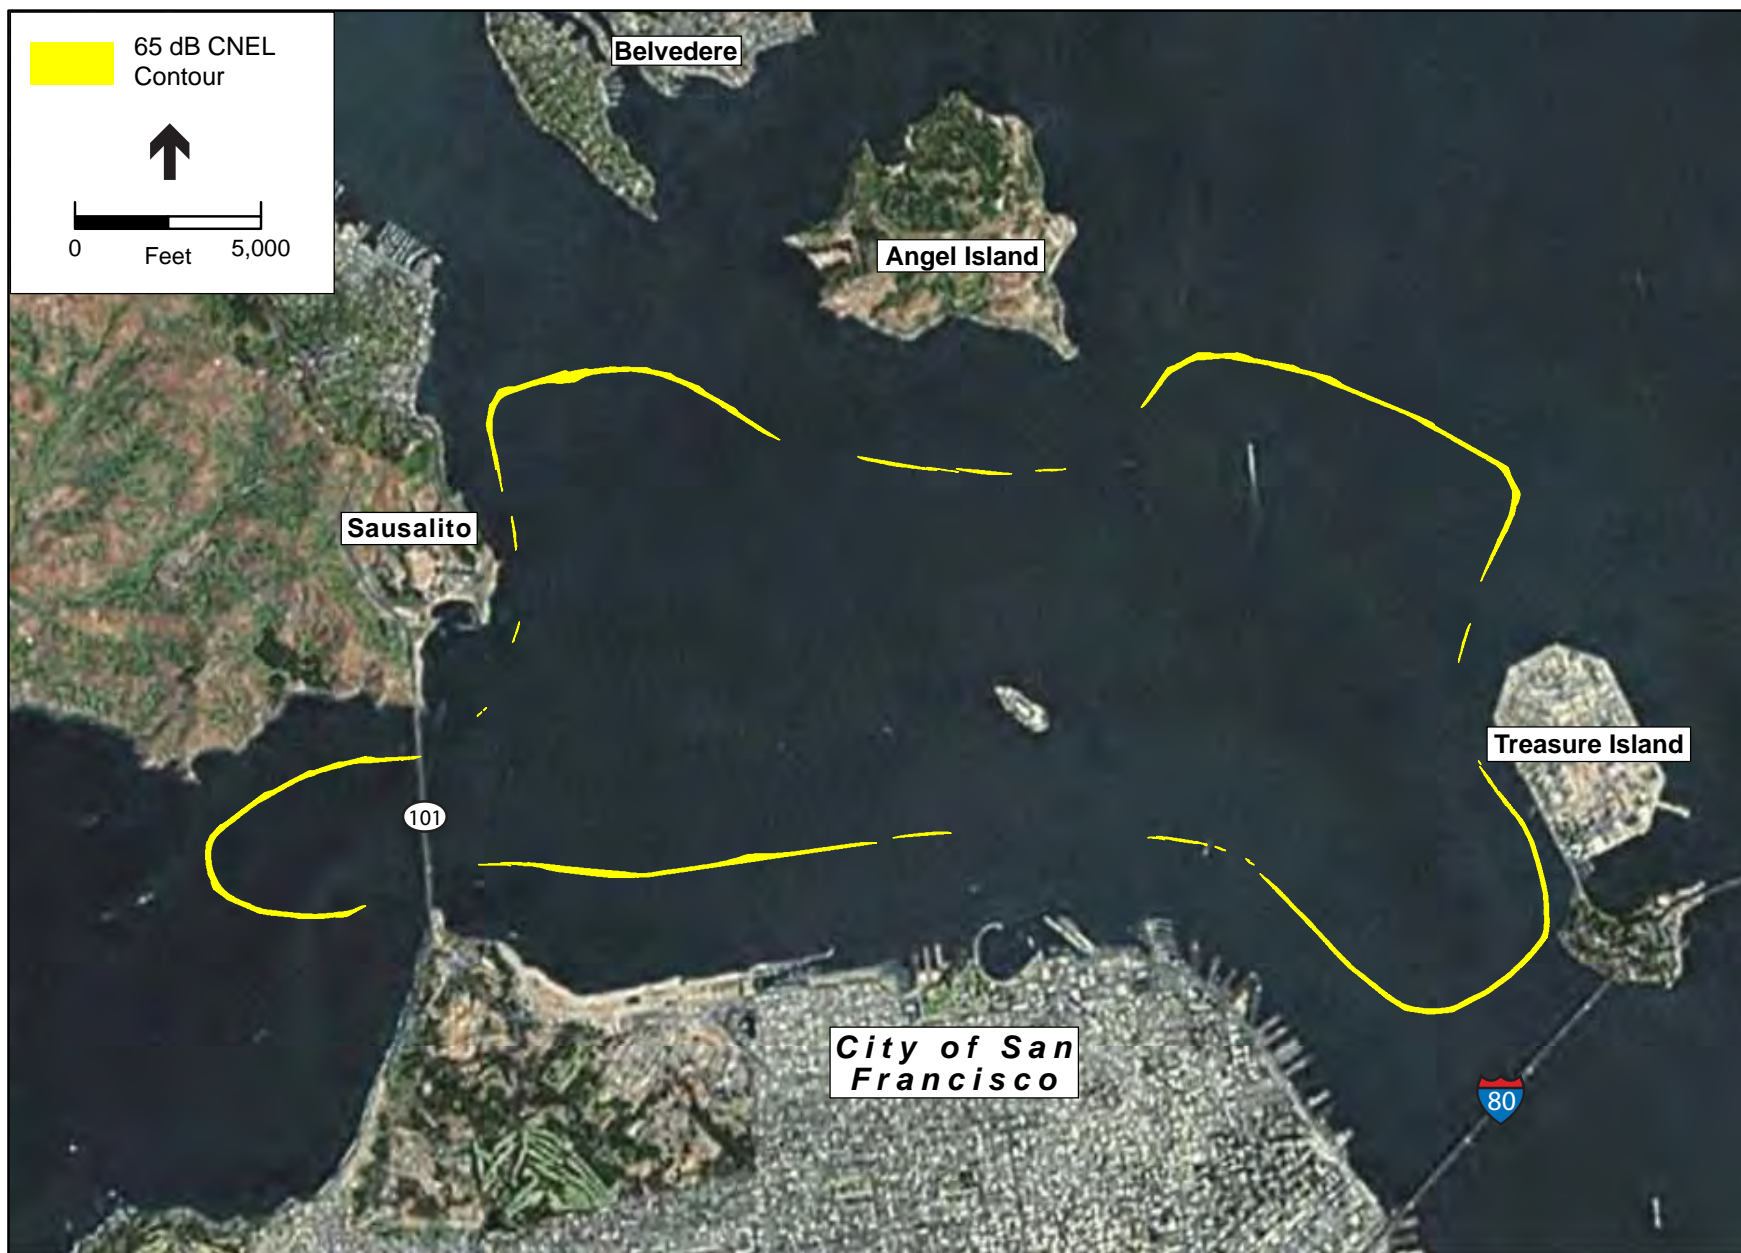 65 dB CNEL
Contour
0
5,000
Feet
Belvedere
Angel Island
Sausalito
Treasure Island
101
City of San
Francisco
80